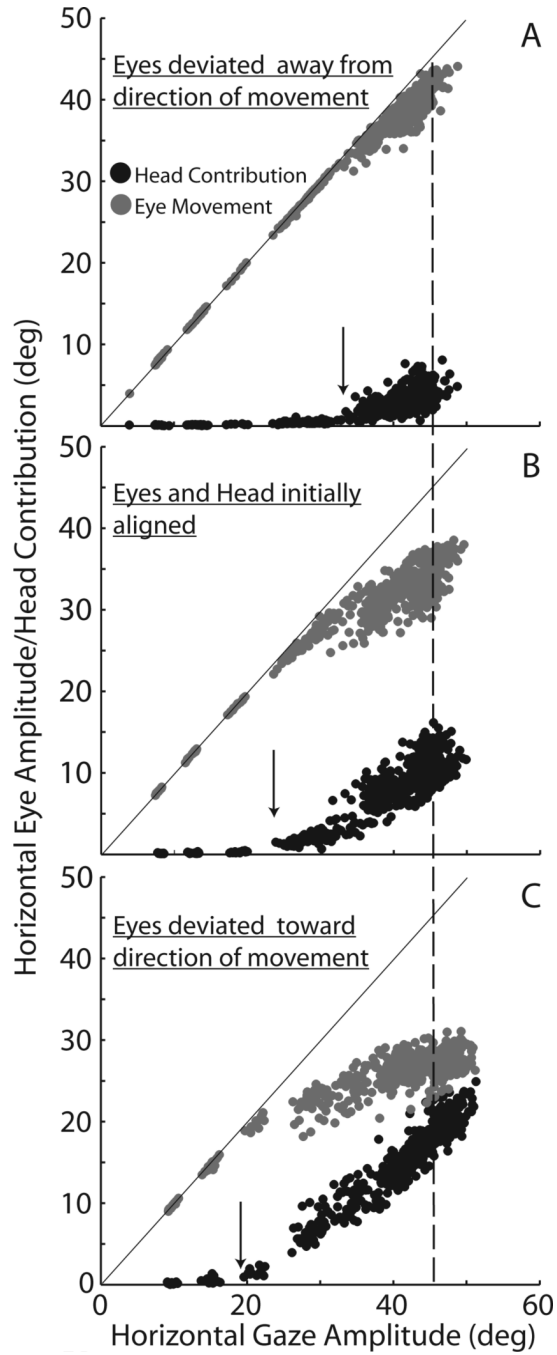 50
A
Eyes deviated away from
direction of movement
40
Head Contribution
Eye Movement
30
20
10
50
B
Eyes and Head initially
aligned
40
30
20
10
50
C
Eyes deviated toward
direction of movement
40
30
20
10
0
0 20 40 60
Horizontal Gaze Amplitude (deg)
Horizontal Eye Amplitude/Head Contribution (deg)